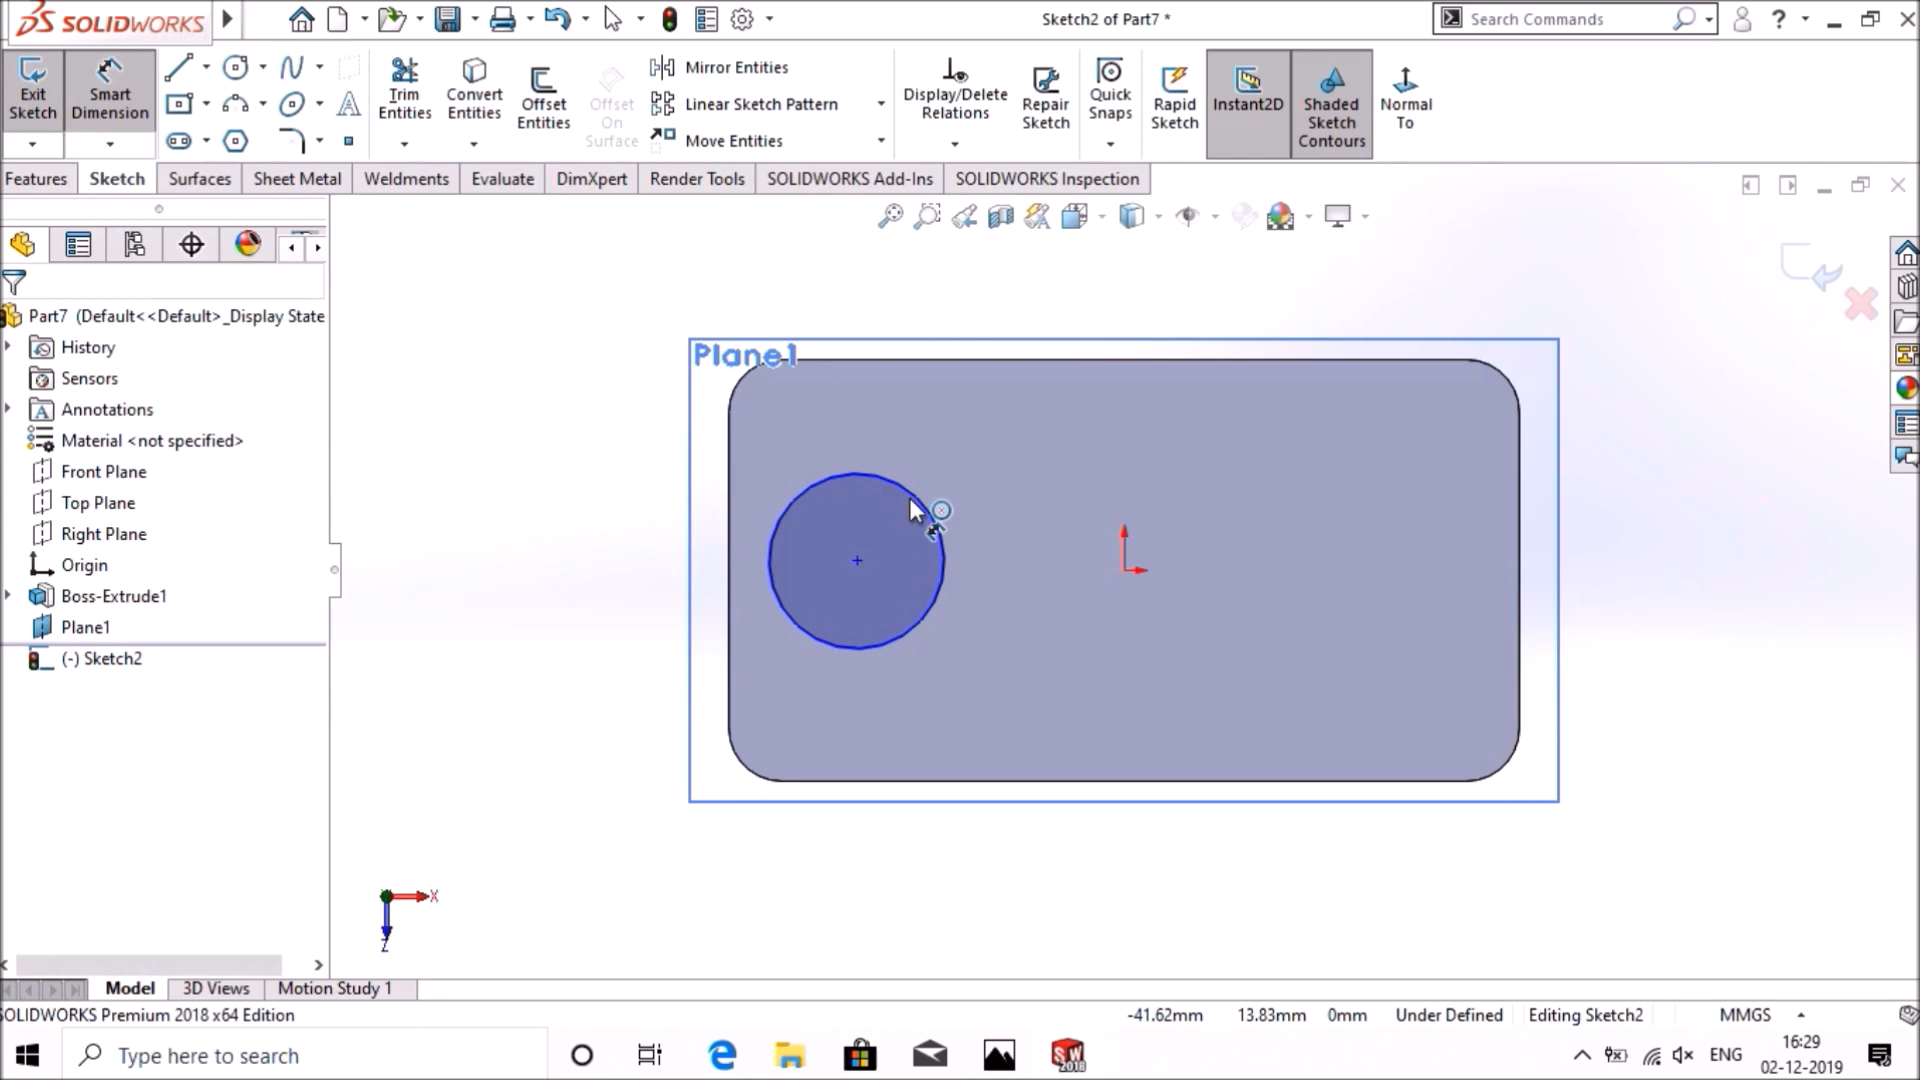 SOLIDWORKS
Sketch2 of Part7 *
Search Commands
?
Exit Sketch
Smart Dimension
Trim Entities
Convert Entities
Offset Entities
Offset On Surface
Mirror Entities
Linear Sketch Pattern
Move Entities
Display/Delete Relations
Repair Sketch
Quick Snaps
Rapid Sketch
Instant2D
Shaded Sketch Contours
Normal To
Features
Sketch
Surfaces
Sheet Metal
Weldments
Evaluate
DimXpert
Render Tools
SOLIDWORKS Add-Ins
SOLIDWORKS Inspection
Part7 (Default<<Default>_Display State
History
Sensors
Annotations
Material <not specified>
Front Plane
Top Plane
Right Plane
Origin
Boss-Extrude1
Plane1
(-) Sketch2
Plane1
X
Z
Model
3D Views
Motion Study 1
SOLIDWORKS Premium 2018 x64 Edition
-41.62mm
13.83mm
0mm
Under Defined
Editing Sketch2
MMGS
Type here to search
SW
2018
ENG
16:29
02-12-2019